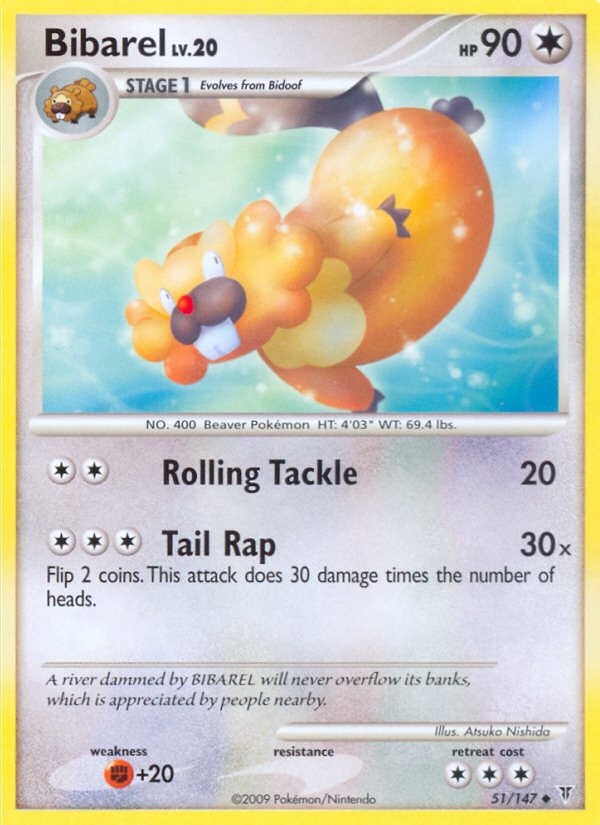 Bibarel LV.20 HP 90
STAGE 1 Evolves from Bidoof
NO. 400 Beaver Pokémon HT: 4'03" WT: 69.4 lbs.
Rolling Tackle 20
Tail Rap 30x
Flip 2 coins. This attack does 30 damage times the number of
heads.
A river dammed by BIBAREL will never overflow its banks,
which is appreciated by people nearby.
Illus. Atsuko Nishida
weakness resistance retreat cost
+20
©2009 Pokémon/Nintendo 51/147